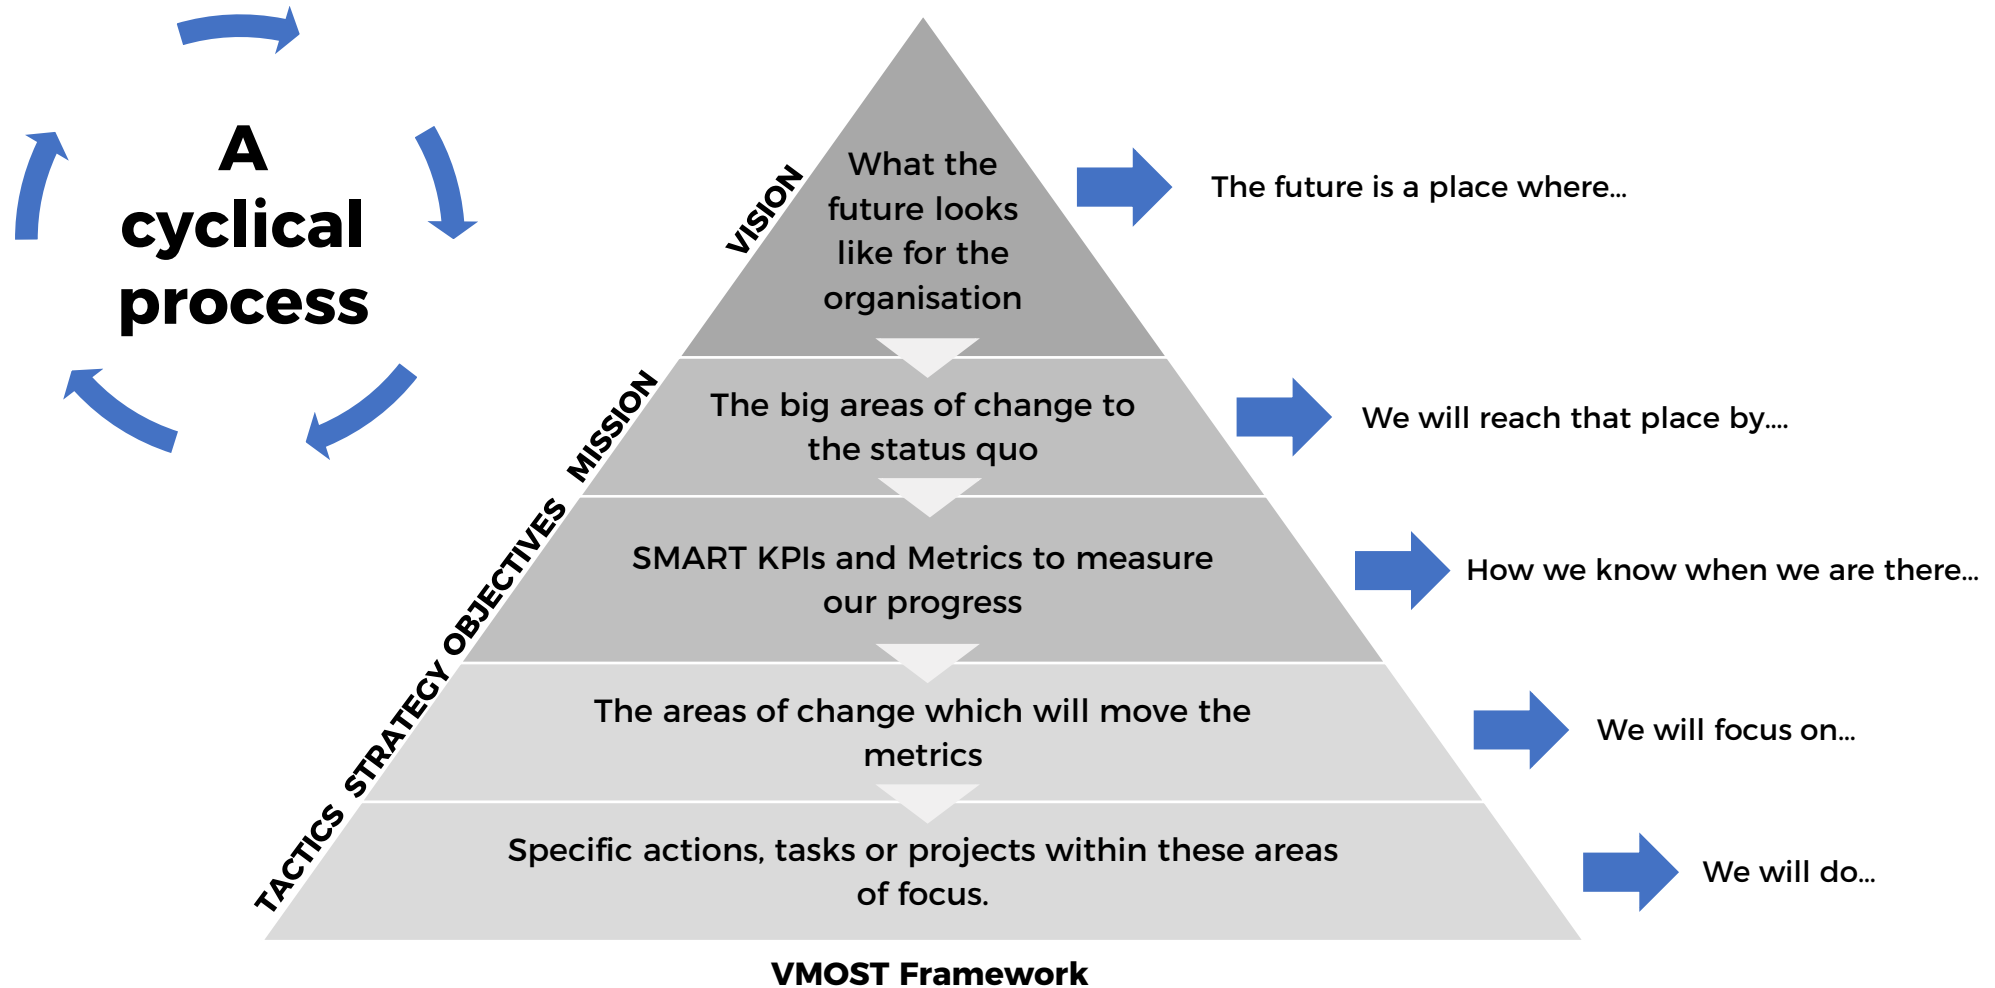 A
cyclical
process
VISION
What the
future looks
like for the
organisation
The future is a place where...
MISSION
The big areas of change to
the status quo
We will reach that place by....
OBJECTIVES
SMART KPIs and Metrics to measure
our progress
How we know when we are there...
STRATEGY
The areas of change which will move the
metrics
We will focus on...
TACTICS
Specific actions, tasks or projects within these areas
of focus.
We will do...
VMOST Framework